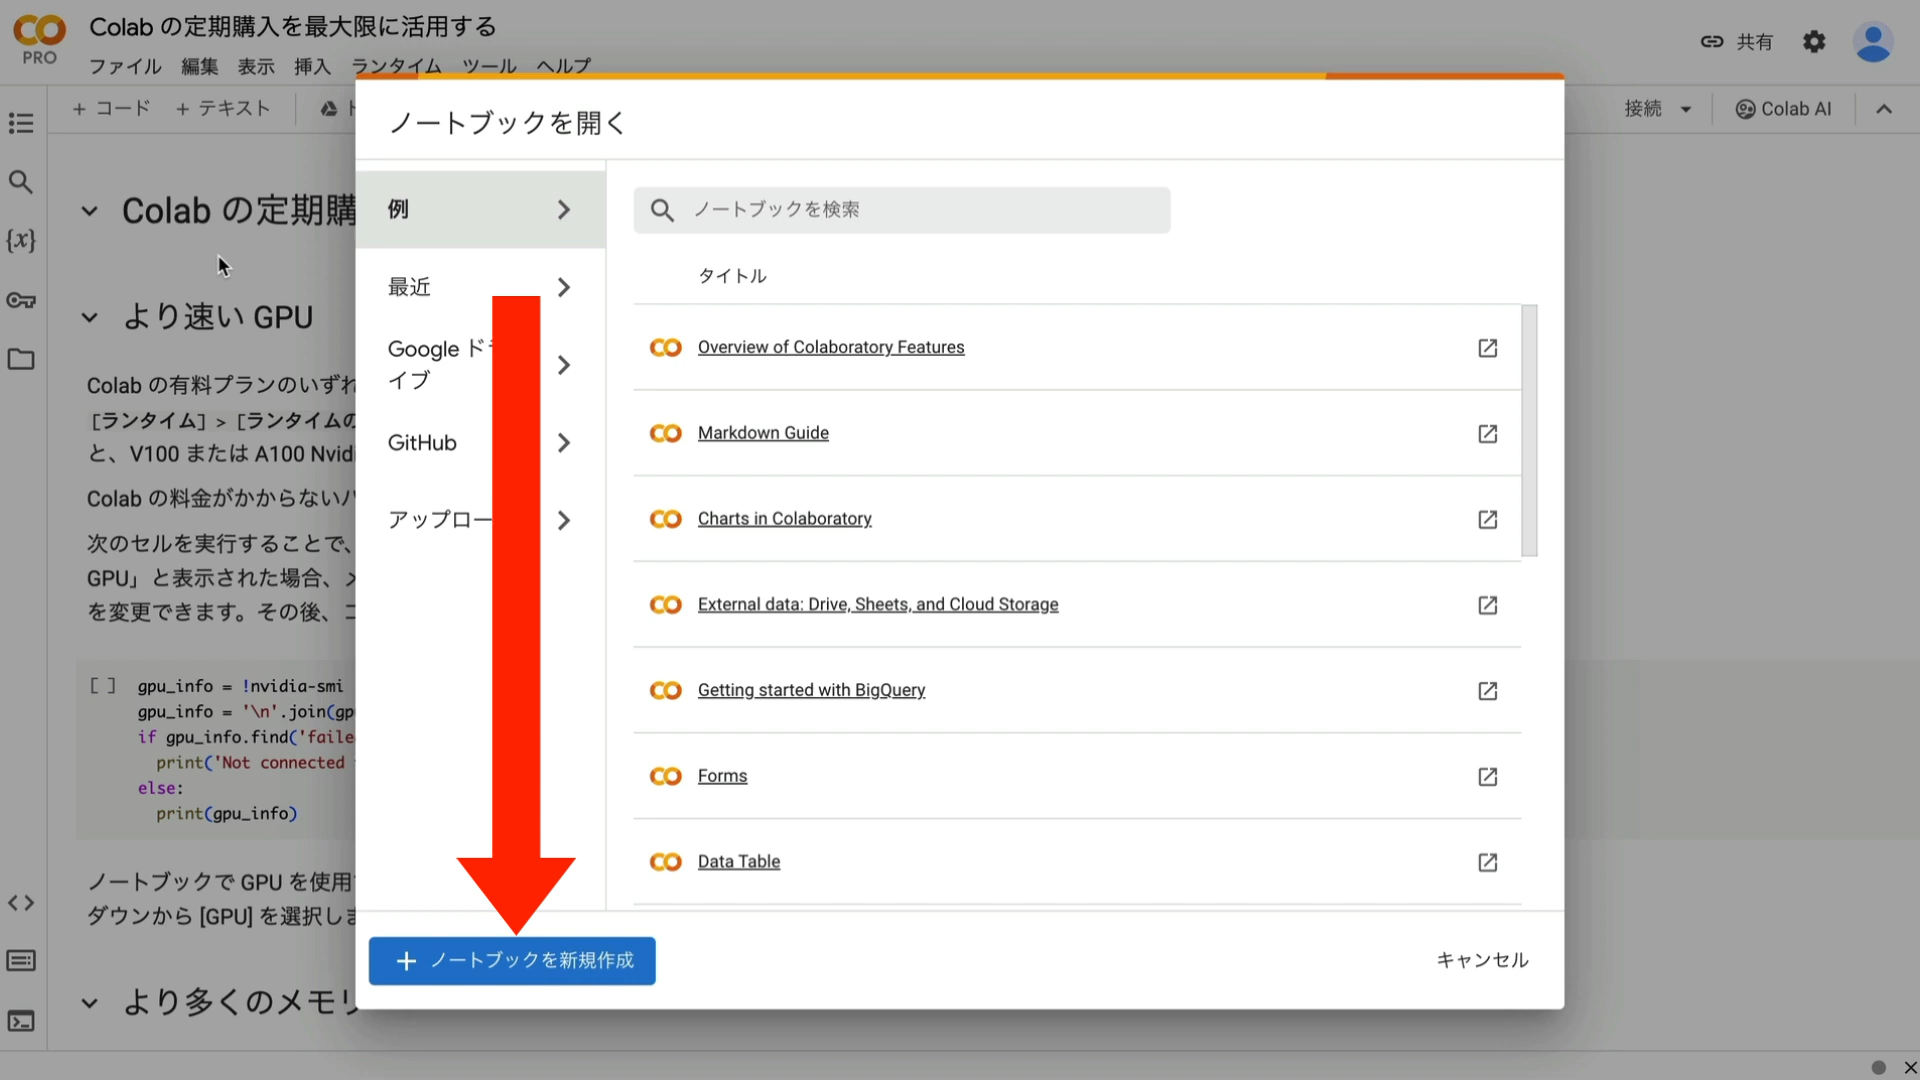 Colab の定期購入を最大限に活用する
PRO
ファイル 編集 表示 挿入 ランタイム ツール ヘルプ
共有
+ コード + テキスト
接続
Colab AI
ノートブックを開く
例
最近
Google ド
イブ
GitHub
アップロー
ノートブックを検索
タイトル
Overview of Colaboratory Features
Markdown Guide
Charts in Colaboratory
External data: Drive, Sheets, and Cloud Storage
Getting started with BigQuery
Forms
Data Table
+ ノートブックを新規作成
キャンセル
Colab の定期購
より速い GPU
Colab の有料プランのいずれ
[ランタイム] > [ランタイムの
と、V100 または A100 Nvidi
Colab の料金がかからないハ
次のセルを実行することで、
GPU」と表示された場合、メ
を変更できます。その後、コ
[ ] gpu_info = !nvidia-smi
gpu_info = '\n'.join(gp
if gpu_info.find('faile
print('Not connected
else:
print(gpu_info)
ノートブックで GPU を使用
ダウンから [GPU] を選択しま
より多くのメモリ